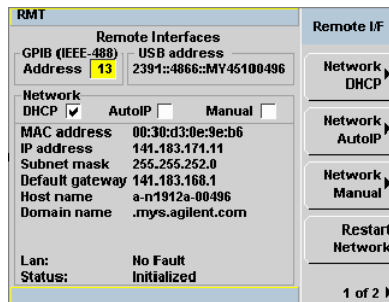 RMT
Remote Interfaces
GPIB (IEEE-488)
Address 13
USB address
2391::4866::MY45100496
Network
DHCP AutoIP Manual
MAC address 00:30:d3:0e:9e:b6
IP address 141.183.171.11
Subnet mask 255.255.252.0
Default gateway 141.183.168.1
Host name a-n1912a-00496
Domain name .mys.agilent.com
Lan: No Fault
Status: Initialized
Remote I/F
Network
DHCP
Network
AutoIP
Network
Manual
Restart
Network
1 of 2